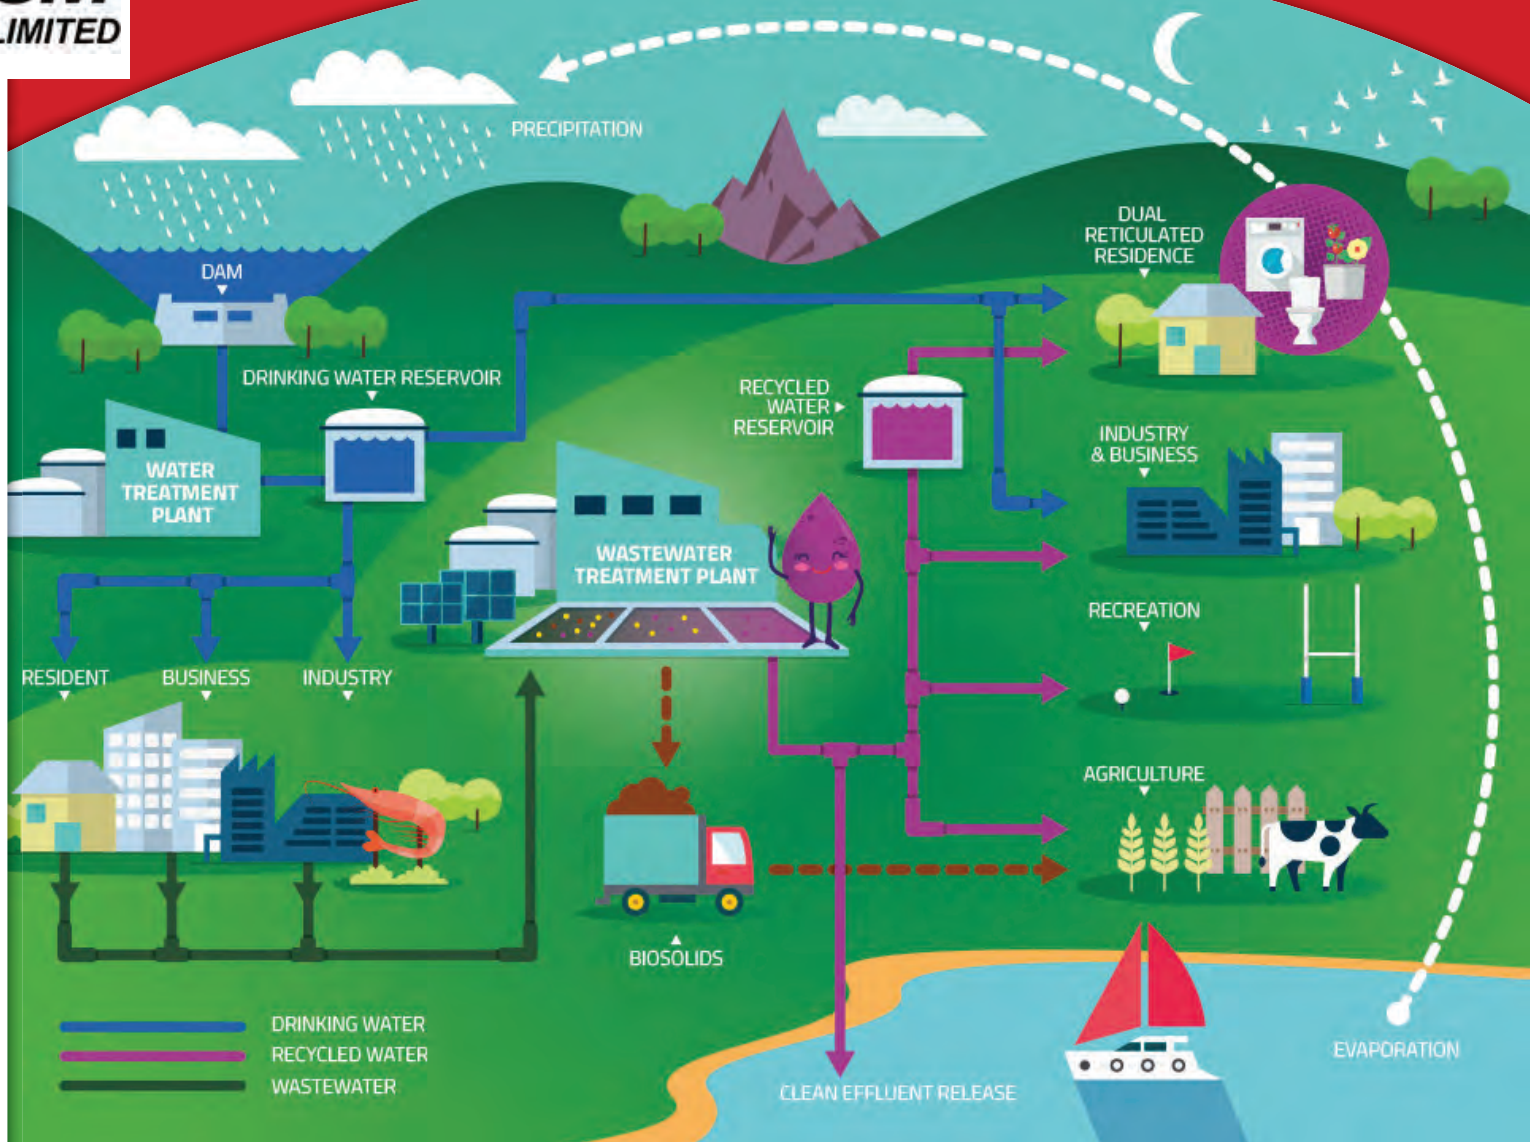 LIMITED
PRECIPITATION
DAM
DUAL
RETICULATED
RESIDENCE
DRINKING WATER RESERVOIR
RECYCLED
WATER
RESERVOIR
INDUSTRY
& BUSINESS
WATER
TREATMENT
PLANT
WASTEWATER
TREATMENT PLANT
RECREATION
RESIDENT
BUSINESS
INDUSTRY
AGRICULTURE
BIOSOLIDS
DRINKING WATER
RECYCLED WATER
WASTEWATER
EVAPORATION
CLEAN EFFLUENT RELEASE